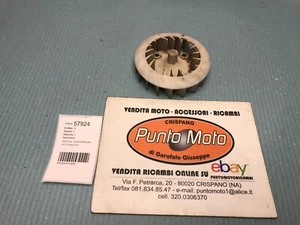 57924
VENDITA MOTO - ACCESSORI - RICAMBI
CRISPANO
Punto Moto
di Garofalo Giuseppe
VENDITA RICAMBI ONLINE SU ebay
PUNTOMOTORICAMBI
Via F. Petrarca, 20 - 80020 CRISPANO (NA)
Tel/fax 081.834.85.47 - e-mail: puntomoto1@alice.it
cell. 320.0306370